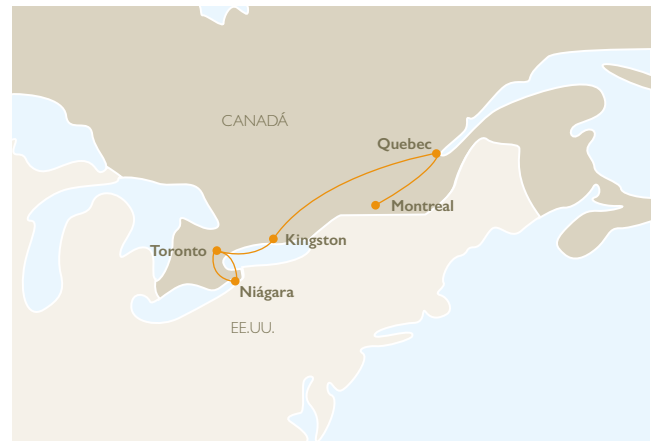 CANADÁ
Quebec
Montreal
Kingston
Toronto
Niágara
EE.UU.